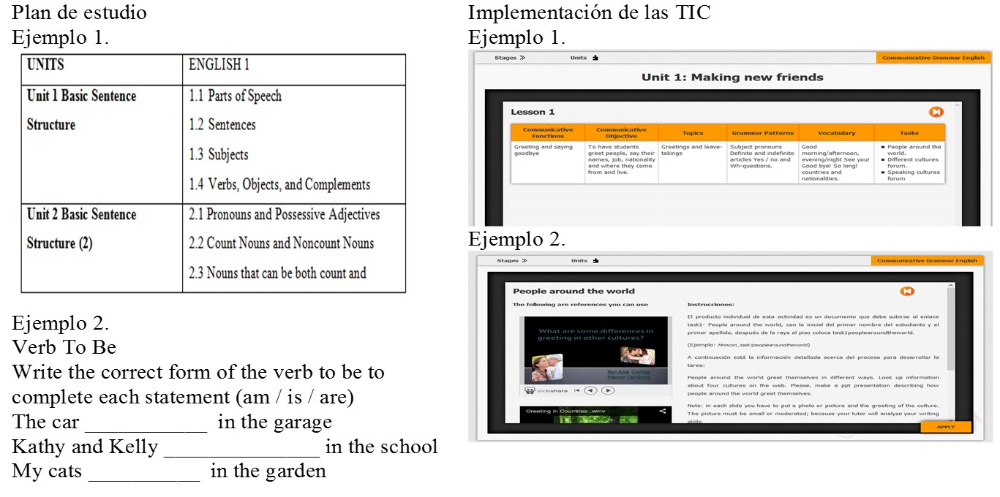 Plan de estudio
Ejemplo 1.
UNITS ENGLISH 1
Unit 1 Basic Sentence 1.1 Parts of Speech
Structure 1.2 Sentences
1.3 Subjects
1.4 Verbs, Objects, and Complements
Unit 2 Basic Sentence 2.1 Pronouns and Possessive Adjectives
Structure (2) 2.2 Count Nouns and Noncount Nouns
2.3 Nouns that can be both count and
Ejemplo 2.
Verb To Be
Write the correct form of the verb to be to
complete each statement (am / is / are)
The car ___________ in the garage
Kathy and Kelly ______________ in the school
My cats __________ in the garden
Implementación de las TIC
Ejemplo 1.
Stages » Units Communicative Grammar English
Unit 1: Making new friends
Lesson 1
Communicative
Functions
Communicative
Objective
Topics
Grammar Patterns
Vocabulary
Tasks
Greeting and saying
goodbye
To have students
greet people, say their
names, job, nationality
and where they come
from and live.
Greetings and leave-
takings
Subject pronouns
Definite and indefinite
articles Yes / no and
Wh-questions.
Good
morning/afternoon,
evening/night See you!
Good bye! So long!
countries and
nationalities.
▪ People around the
world.
▪ Different cultures
forum.
▪ Speaking cultures
forum
Ejemplo 2.
Stages » Units Communicative Grammar English
People around the world
The following are references you can use
What are some differences in
greeting in other cultures?
By: Ana Cortes
slideshare
Greeting in Countries .wmv
Instrucciones:
El producto individual de esta actividad es un documento que debe subirse al enlace
task1- People around the world, con la inicial del primer nombre del estudiante y el
primer apellido, después de la raya al piso coloca task1peoplearoundtheworld.
(Ejemplo: Mrincon_task1peoplearoundtheworld)
A continuación está la información detallada acerca del proceso para desarrollar la
tarea:
People around the world greet themselves in different ways. Look up information
about four cultures on the web. Please, make a ppt presentation describing how
people around the world greet themselves.
Note: in each slide you have to put a photo or picture and the greeting of the culture.
The picture must be small or moderated; because your tutor will analyze your writing
skills.
APPLY